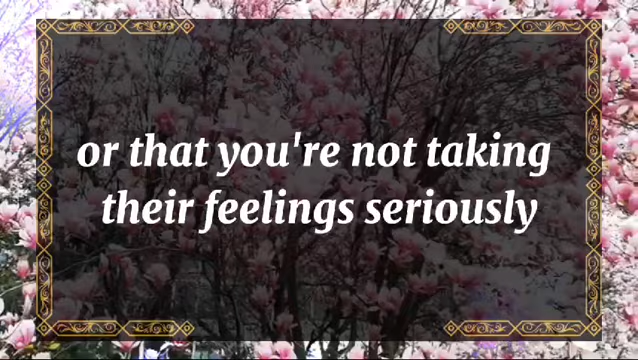 or that you're not taking
their feelings seriously